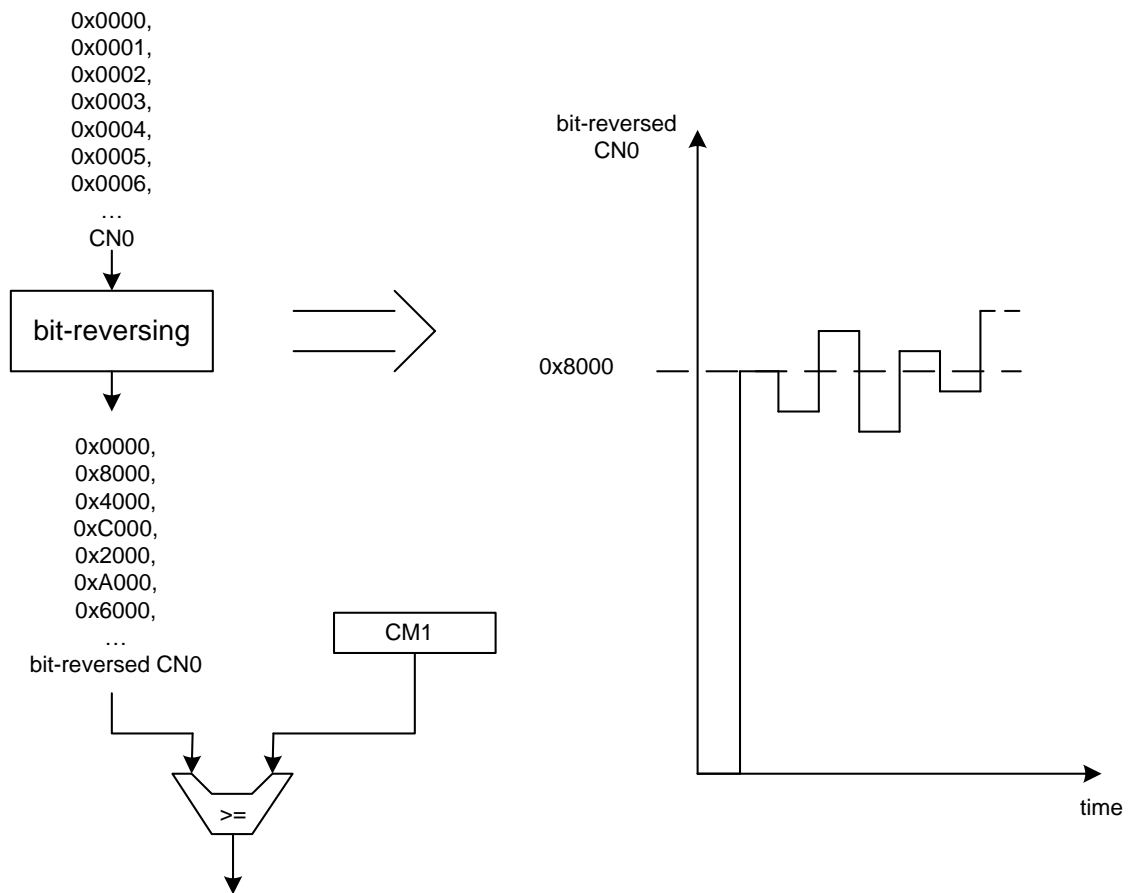 0x0000,
0x0001,
0x0002,
0x0003,
0x0004,
0x0005,
0x0006,
…
CN0
bit-reversing
0x0000,
0x8000,
0x4000,
0xC000,
0x2000,
0xA000,
0x6000,
…
bit-reversed CN0
CM1
>=
bit-reversed
CN0
0x8000
time